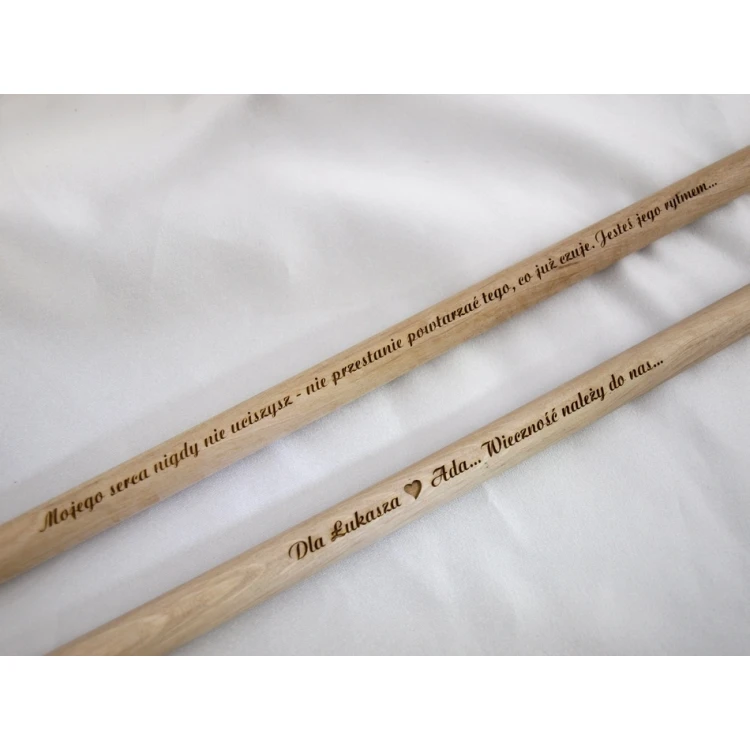 Mojego serca nigdy nie uciszysz - nie przestanie powtarzać tego, co już czuje. Jesteś jego rytmem...
Dla Łukasza ♥ Ada... Wieczność należy do nas...